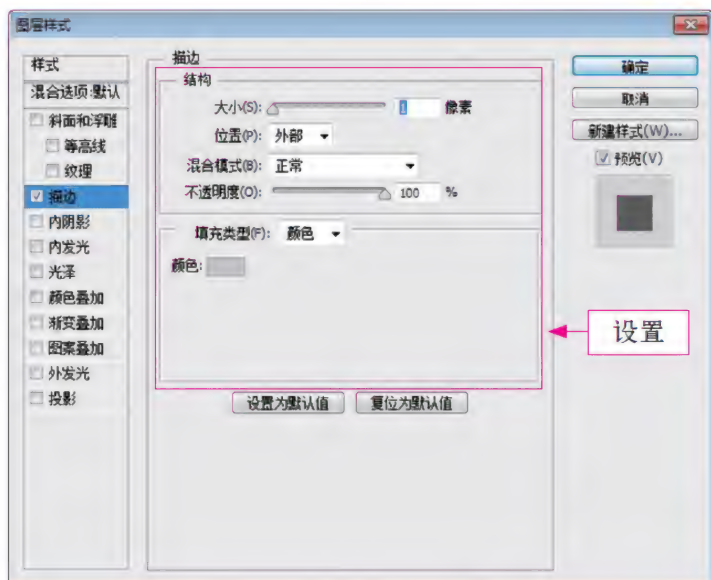 图层样式
样式
混合选项:默认
斜面和浮雕
等高线
纹理
描边
内阴影
内发光
光泽
颜色叠加
渐变叠加
图案叠加
外发光
投影
描边
结构
大小(S): 1 像素
位置(P): 外部
混合模式(B): 正常
不透明度(O): 100 %
填充类型(F): 颜色
颜色:
设置为默认值 复位为默认值
确定
取消
新建样式(W)...
预览(V)
设置